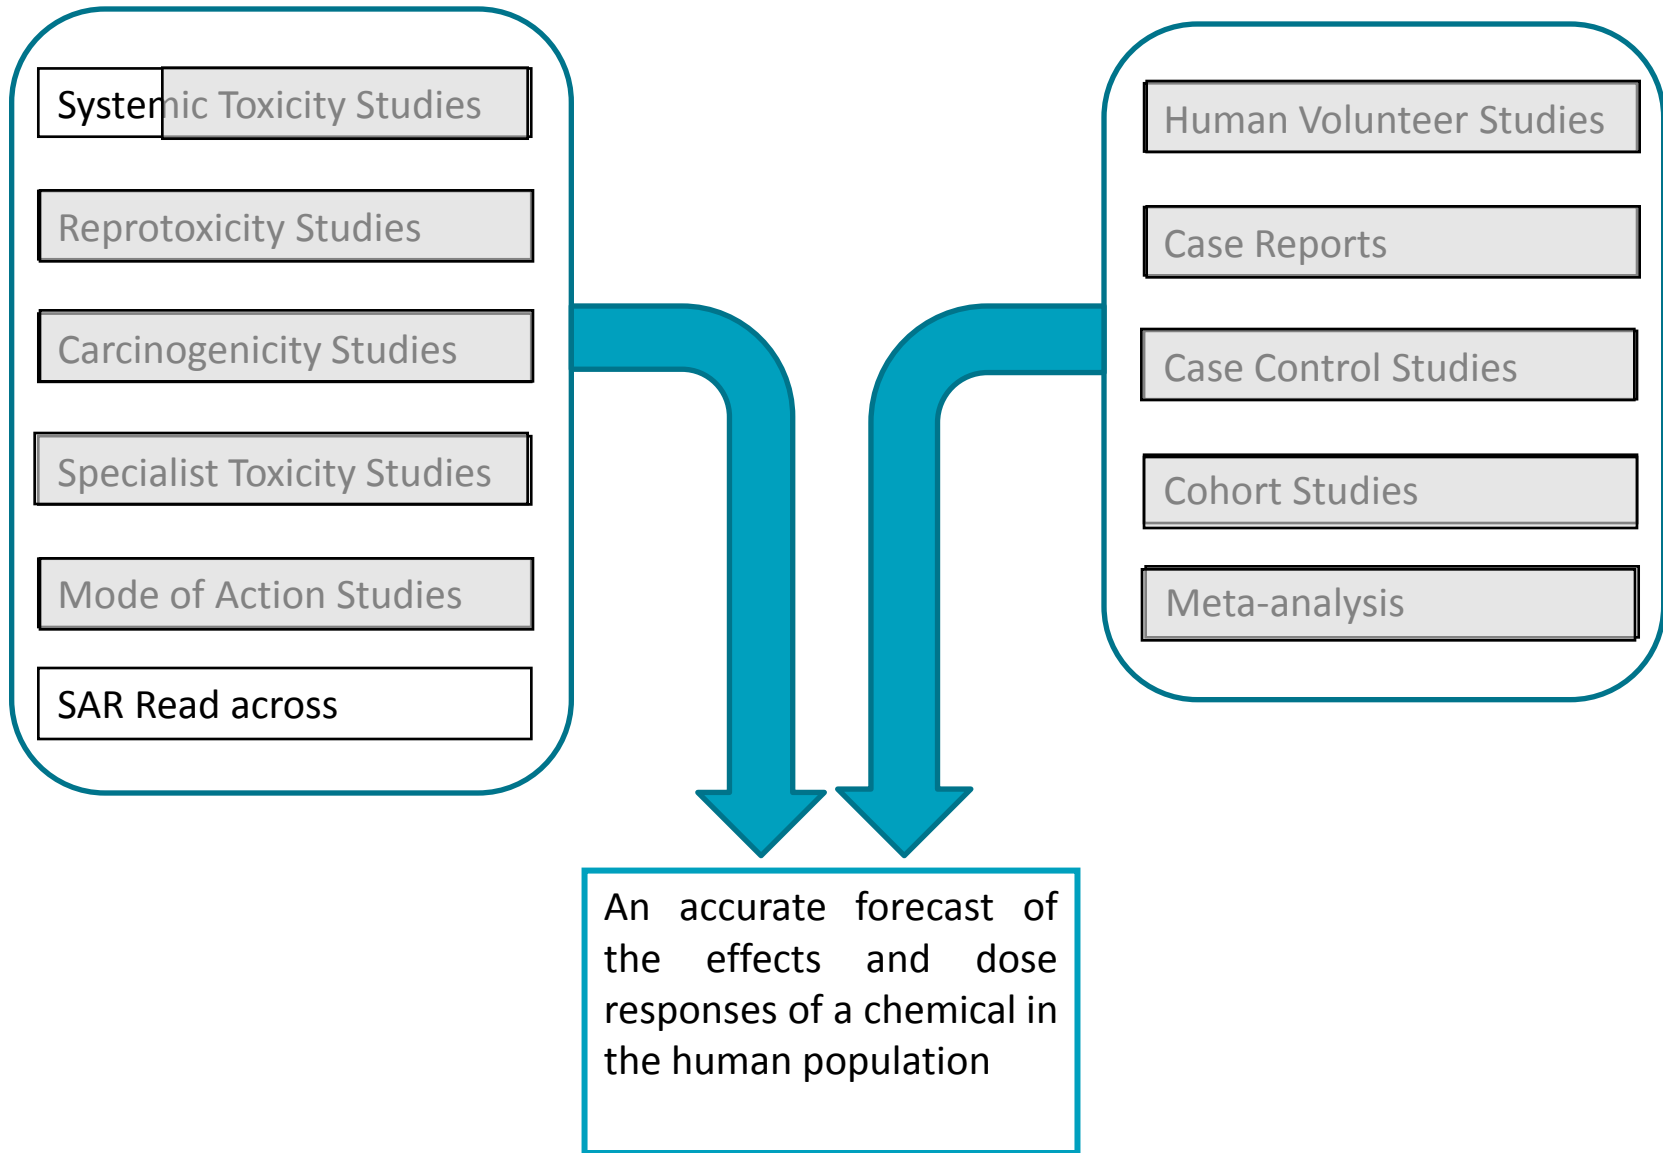 Systemic Toxicity Studies
Reprotoxicity Studies
Carcinogenicity Studies
Specialist Toxicity Studies
Mode of Action Studies
SAR Read across
Human Volunteer Studies
Case Reports
Case Control Studies
Cohort Studies
Meta-analysis
An accurate forecast of
the effects and dose
responses of a chemical in
the human population